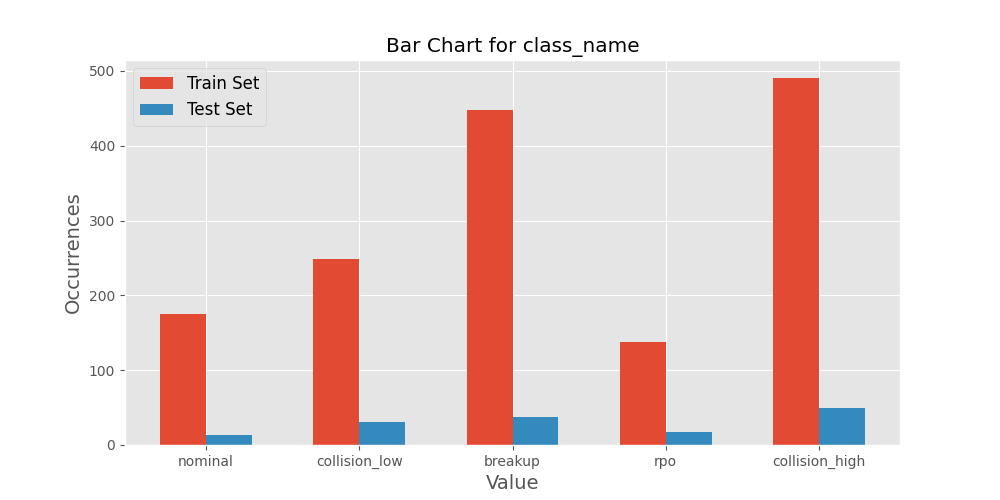 Bar Chart for class_name
Train Set
Test Set
Occurrences
500
400
300
200
100
0
nominal collision_low breakup rpo collision_high
Value